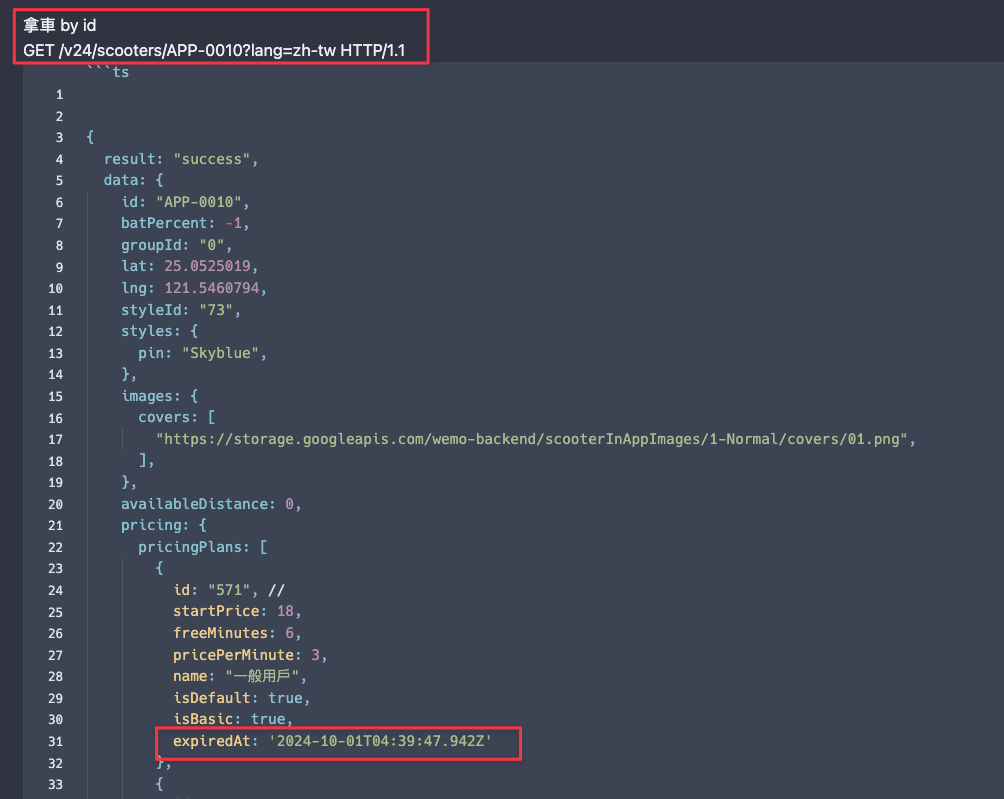 拿車 by id
GET /v24/scooters/APP-0010?lang=zh-tw HTTP/1.1
```ts
1
2
3 {
4 result: "success",
5 data: {
6 id: "APP-0010",
7 batPercent: -1,
8 groupId: "0",
9 lat: 25.0525019,
10 lng: 121.5460794,
11 styleId: "73",
12 styles: {
13 pin: "Skyblue",
14 },
15 images: {
16 covers: [
17 "https://storage.googleapis.com/wemo-backend/scooterInAppImages/1-Normal/covers/01.png",
18 ],
19 },
20 availableDistance: 0,
21 pricing: {
22 pricingPlans: [
23 {
24 id: "571", //
25 startPrice: 18,
26 freeMinutes: 6,
27 pricePerMinute: 3,
28 name: "一般用戶",
29 isDefault: true,
30 isBasic: true,
31 expiredAt: '2024-10-01T04:39:47.942Z'
32 },
33 {